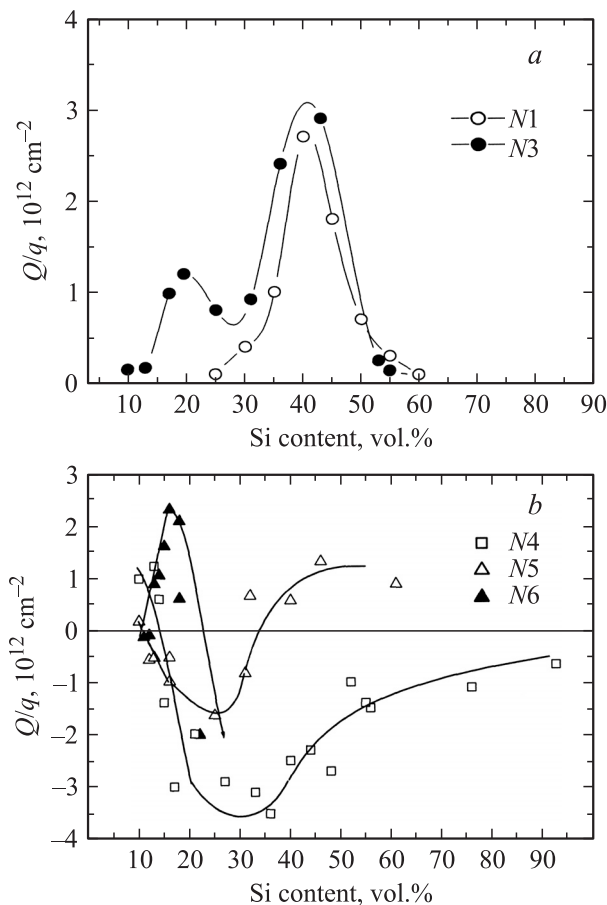 4
a
3
N1
N3
2
1
0
10 20 30 40 50 60 70 80 90
Q/q, 10¹² cm⁻²
Si content, vol.%
3
b
2
N4
1
N5
N6
0
–1
–2
–3
–4
10 20 30 40 50 60 70 80 90
Q/q, 10¹² cm⁻²
Si content, vol.%